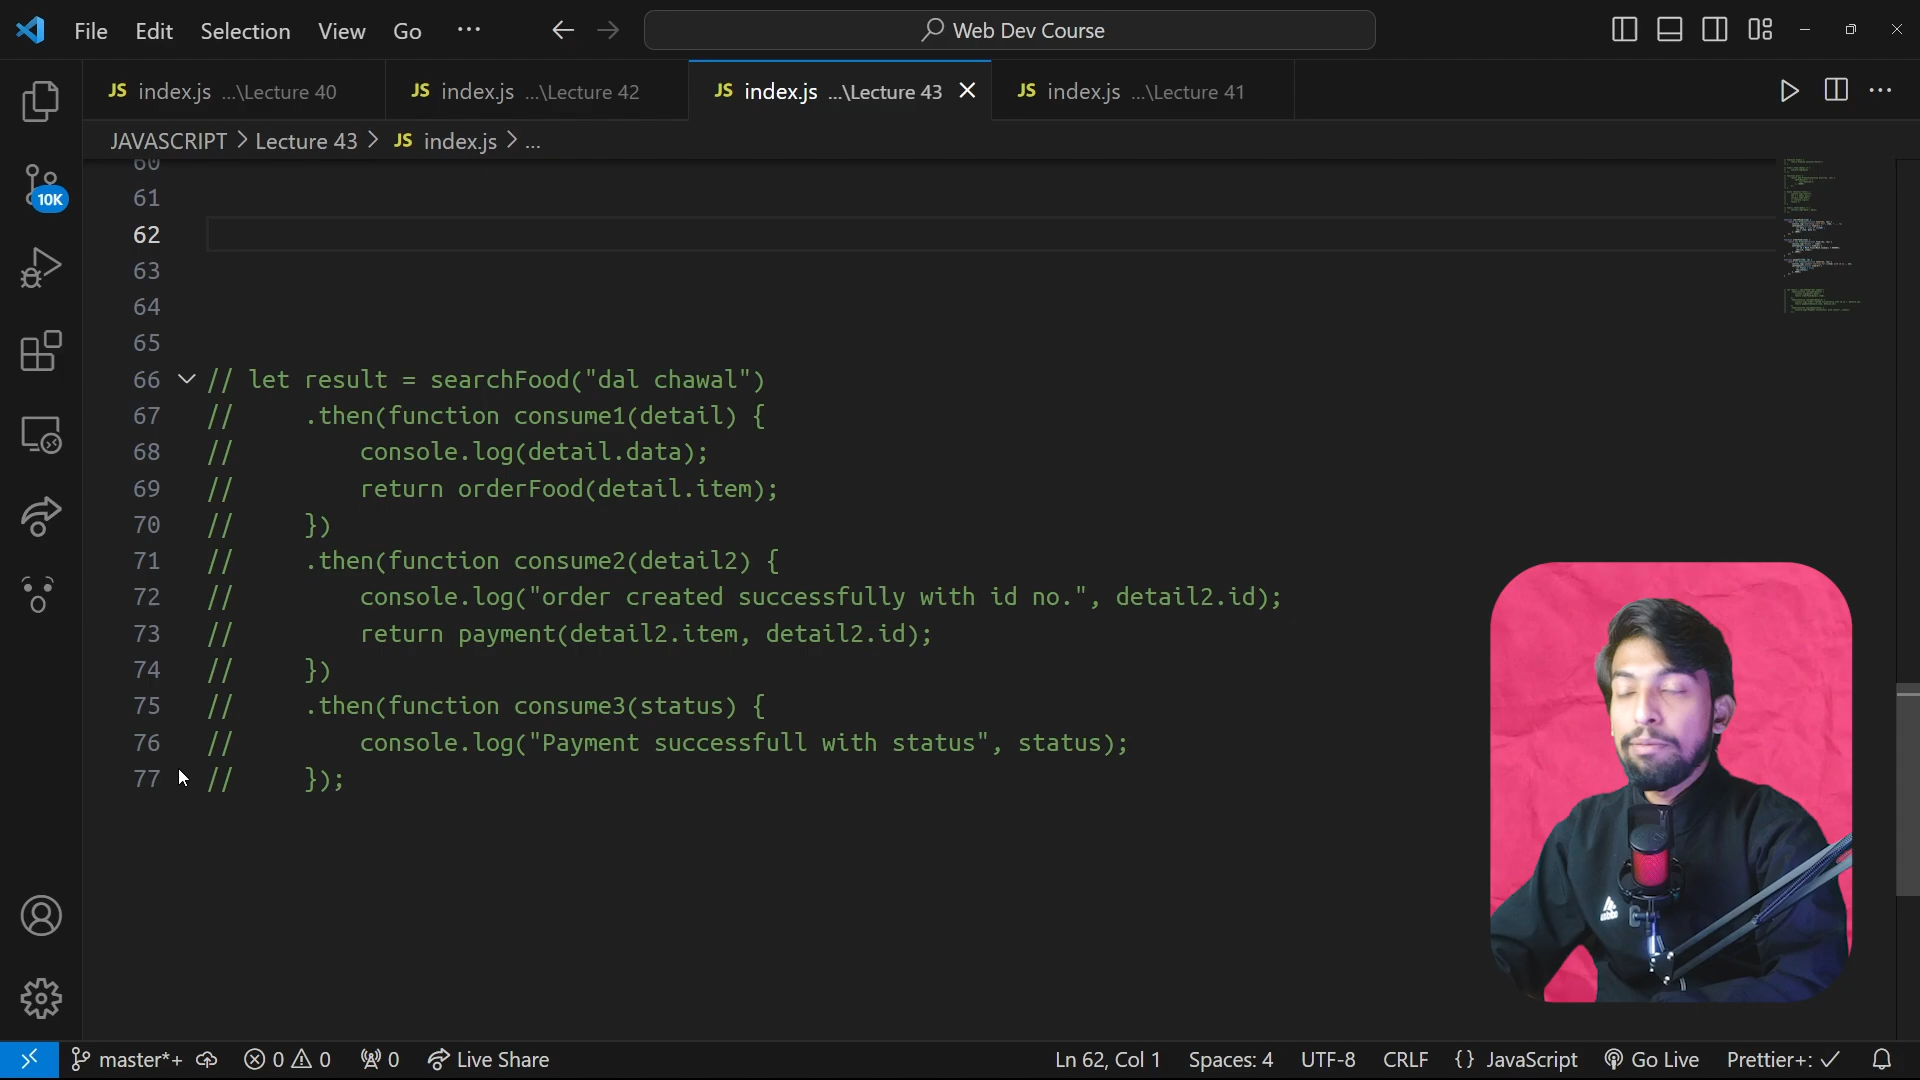 File Edit Selection View Go ... Web Dev Course
JS index.js ...\Lecture 40 JS index.js ...\Lecture 42 JS index.js ...\Lecture 43 JS index.js ...\Lecture 41
JAVASCRIPT > Lecture 43 > JS index.js > ...
60
61
62
63
64
65
66 // let result = searchFood("dal chawal")
67 //     .then(function consume1(detail) {
68 //         console.log(detail.data);
69 //         return orderFood(detail.item);
70 //     })
71 //     .then(function consume2(detail2) {
72 //         console.log("order created successfully with id no.", detail2.id);
73 //         return payment(detail2.item, detail2.id);
74 //     })
75 //     .then(function consume3(status) {
76 //         console.log("Payment successfull with status", status);
77 //     });
10K
master*+ 0 0 0 Live Share Ln 62, Col 1 Spaces: 4 UTF-8 CRLF {} JavaScript Go Live Prettier+: ✓